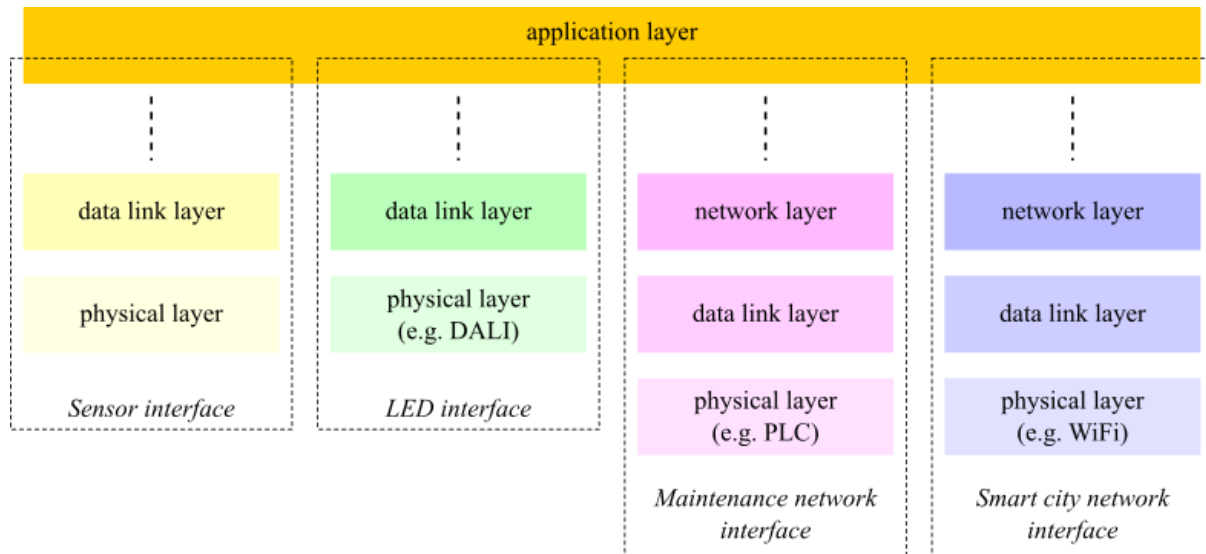 application layer
data link layer
physical layer
Sensor interface
data link layer
physical layer
(e.g. DALI)
LED interface
network layer
data link layer
physical layer
(e.g. PLC)
Maintenance network
interface
network layer
data link layer
physical layer
(e.g. WiFi)
Smart city network
interface